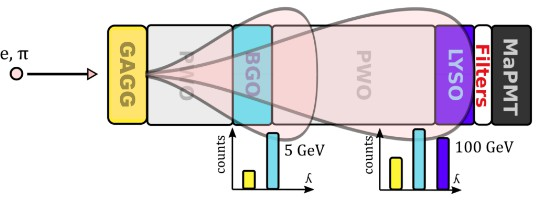 e, π
GAGG
PWO
BGO
PWO
LYSO
Filters
MaPMT
counts
5 GeV
λ
counts
100 GeV
λ